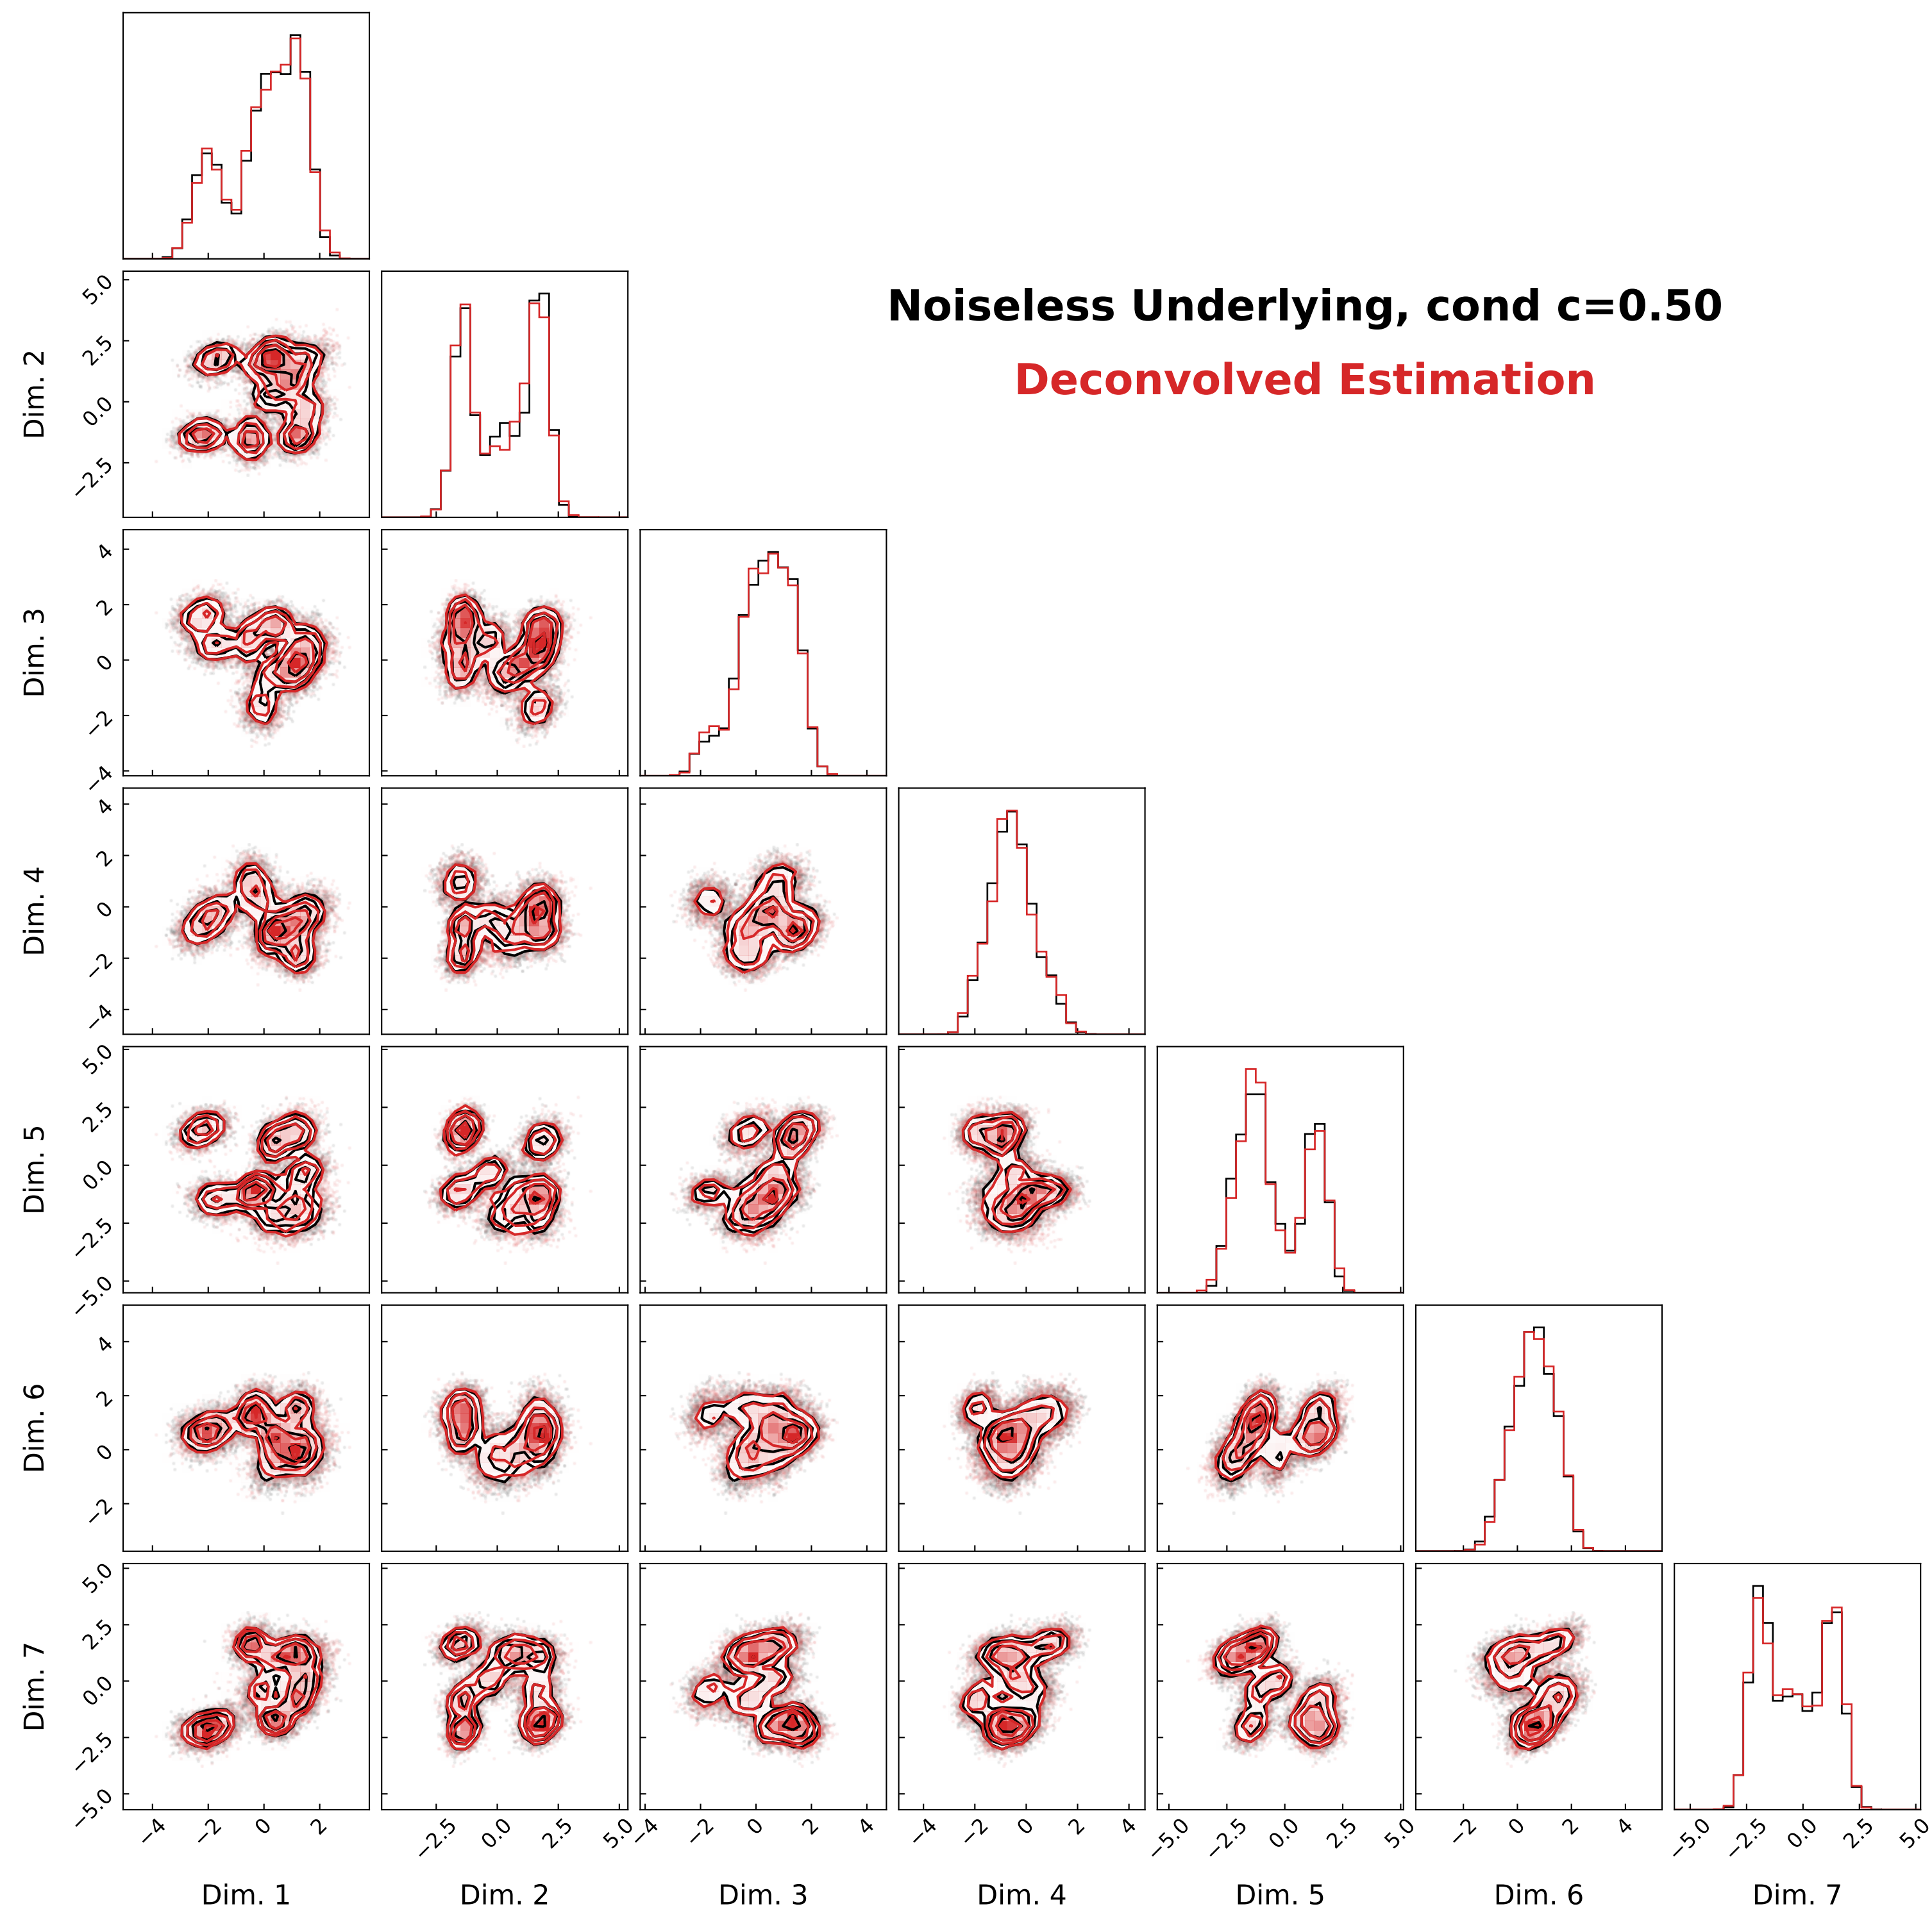 Noiseless Underlying, cond c=0.50
Deconvolved Estimation
5.0
2.5
0.0
−2.5
Dim. 2
4
2
0
−2
−4
Dim. 3
4
2
0
−2
−4
Dim. 4
5.0
2.5
0.0
−2.5
−5.0
Dim. 5
4
2
0
−2
Dim. 6
5.0
2.5
0.0
−2.5
−5.0
Dim. 7
−4 −2 0 2 −2.5 0.0 2.5 5.0 −4 −2 0 2 4 −4 −2 0 2 4 −5.0 −2.5 0.0 2.5 5.0 −2 0 2 4 −5.0 −2.5 0.0 2.5 5.0
Dim. 1 Dim. 2 Dim. 3 Dim. 4 Dim. 5 Dim. 6 Dim. 7